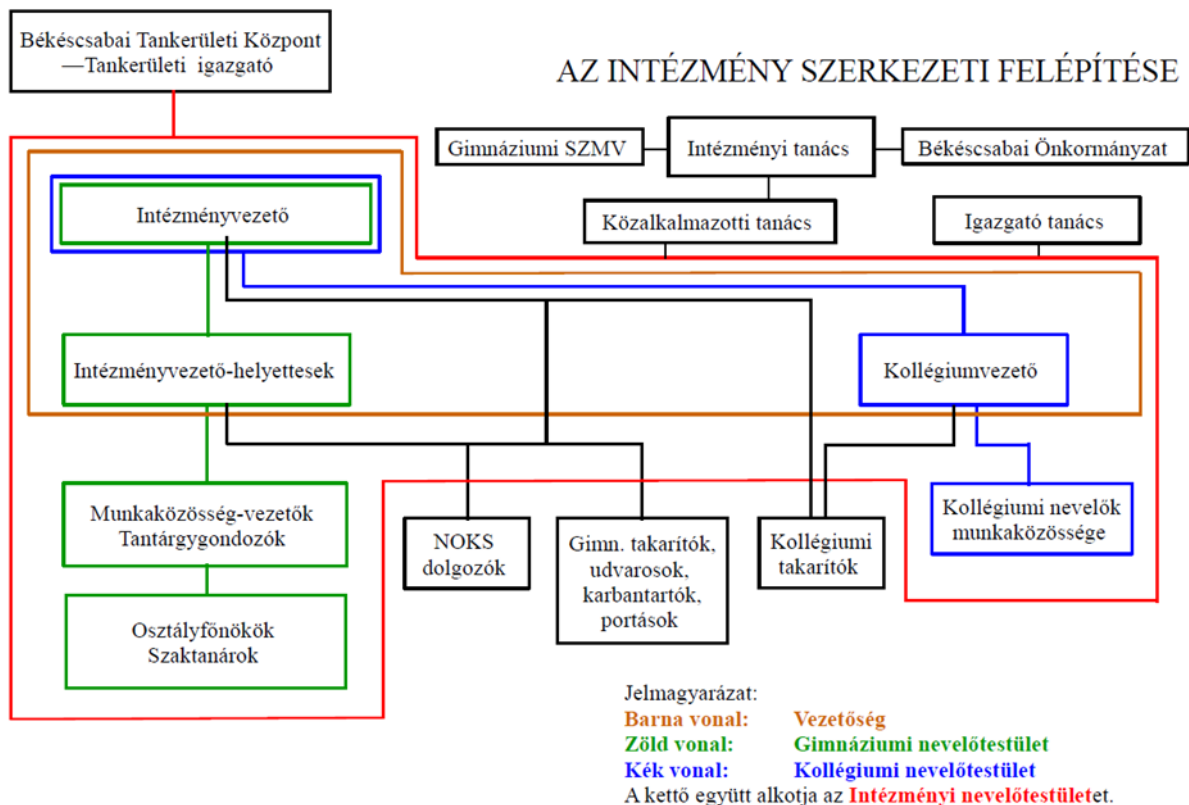 Békéscsabai Tankerületi Központ
—Tankerületi igazgató
AZ INTÉZMÉNY SZERKEZETI FELÉPÍTÉSE
Gimnáziumi SZMV
Intézményi tanács
Békéscsabai Önkormányzat
Intézményvezető
Közalkalmazotti tanács
Igazgató tanács
Intézményvezető-helyettesek
Kollégiumvezető
Munkaközösség-vezetők
Tantárgygondozók
NOKS
dolgozók
Gimn. takarítók,
udvarosok,
karbantartók,
portások
Kollégiumi
takarítók
Kollégiumi nevelők
munkaközössége
Osztályfőnökök
Szaktanárok
Jelmagyarázat:
Barna vonal: Vezetőség
Zöld vonal: Gimnáziumi nevelőtestület
Kék vonal: Kollégiumi nevelőtestület
A kettő együtt alkotja az Intézményi nevelőtestületet.